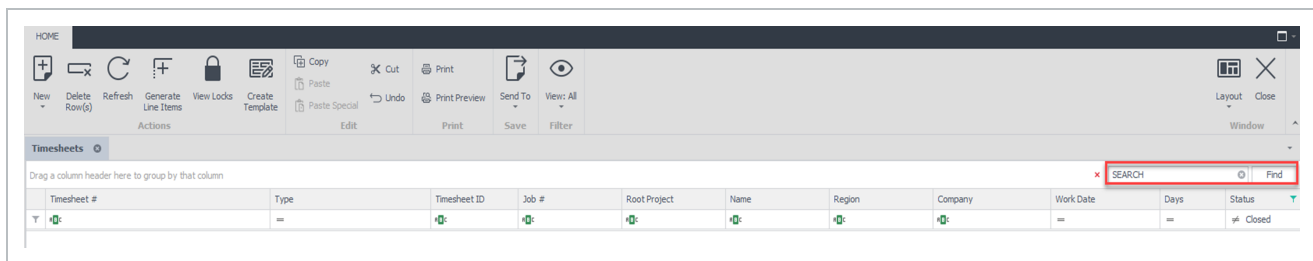 HOME
New
Delete Row(s)
Refresh
Generate Line Items
View Locks
Create Template
Copy
Paste
Paste Special
Cut
Undo
Print
Print Preview
Send To
View: All
Layout
Close
Actions
Edit
Print
Save
Filter
Window
Timesheets
Drag a column header here to group by that column
SEARCH
Find
Timesheet #
Type
Timesheet ID
Job #
Root Project
Name
Region
Company
Work Date
Days
Status
=
=
=
≠ Closed